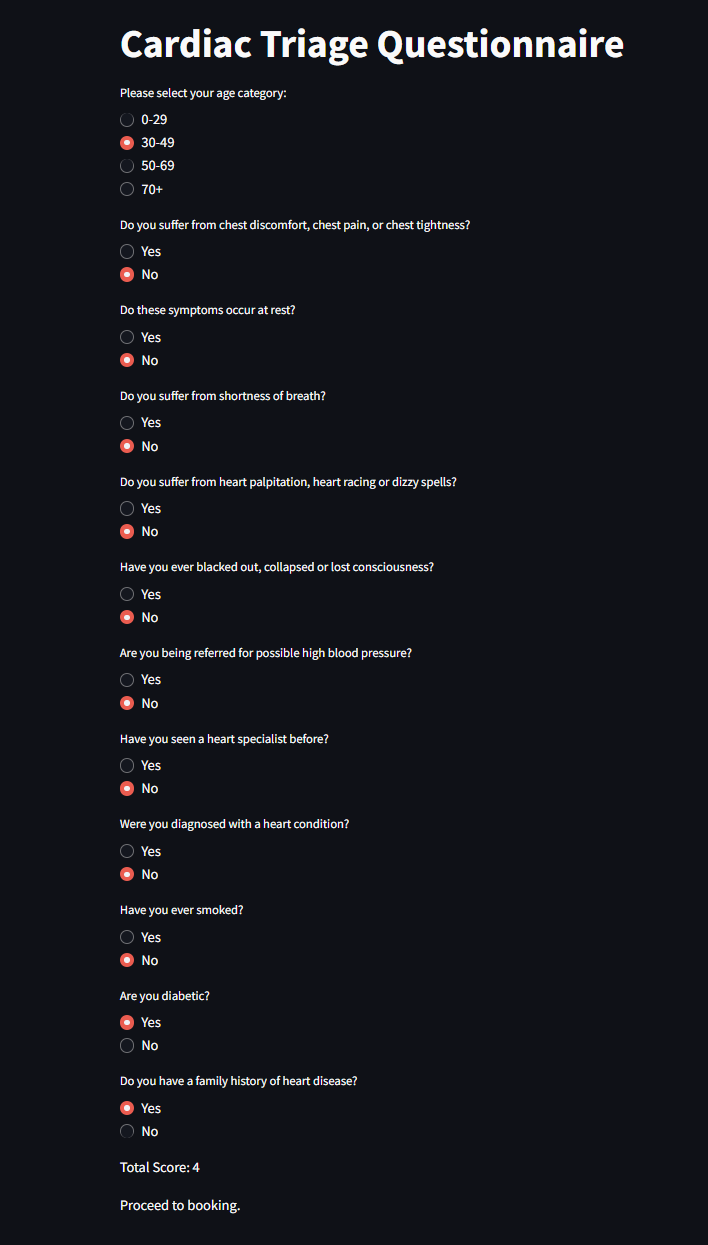 Cardiac Triage Questionnaire
Please select your age category:
0-29
30-49
50-69
70+
Do you suffer from chest discomfort, chest pain, or chest tightness?
Yes
No
Do these symptoms occur at rest?
Yes
No
Do you suffer from shortness of breath?
Yes
No
Do you suffer from heart palpitation, heart racing or dizzy spells?
Yes
No
Have you ever blacked out, collapsed or lost consciousness?
Yes
No
Are you being referred for possible high blood pressure?
Yes
No
Have you seen a heart specialist before?
Yes
No
Were you diagnosed with a heart condition?
Yes
No
Have you ever smoked?
Yes
No
Are you diabetic?
Yes
No
Do you have a family history of heart disease?
Yes
No
Total Score: 4
Proceed to booking.